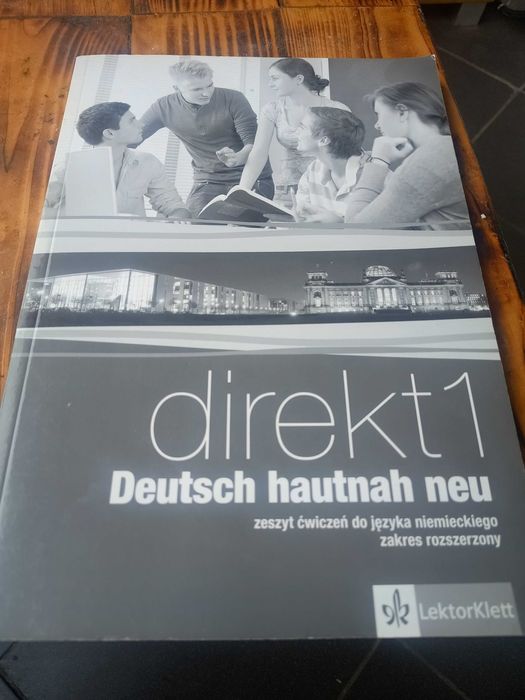 direkt1
Deutsch hautnah neu
zeszyt ćwiczeń do języka niemieckiego
zakres rozszerzony
LektorKlett